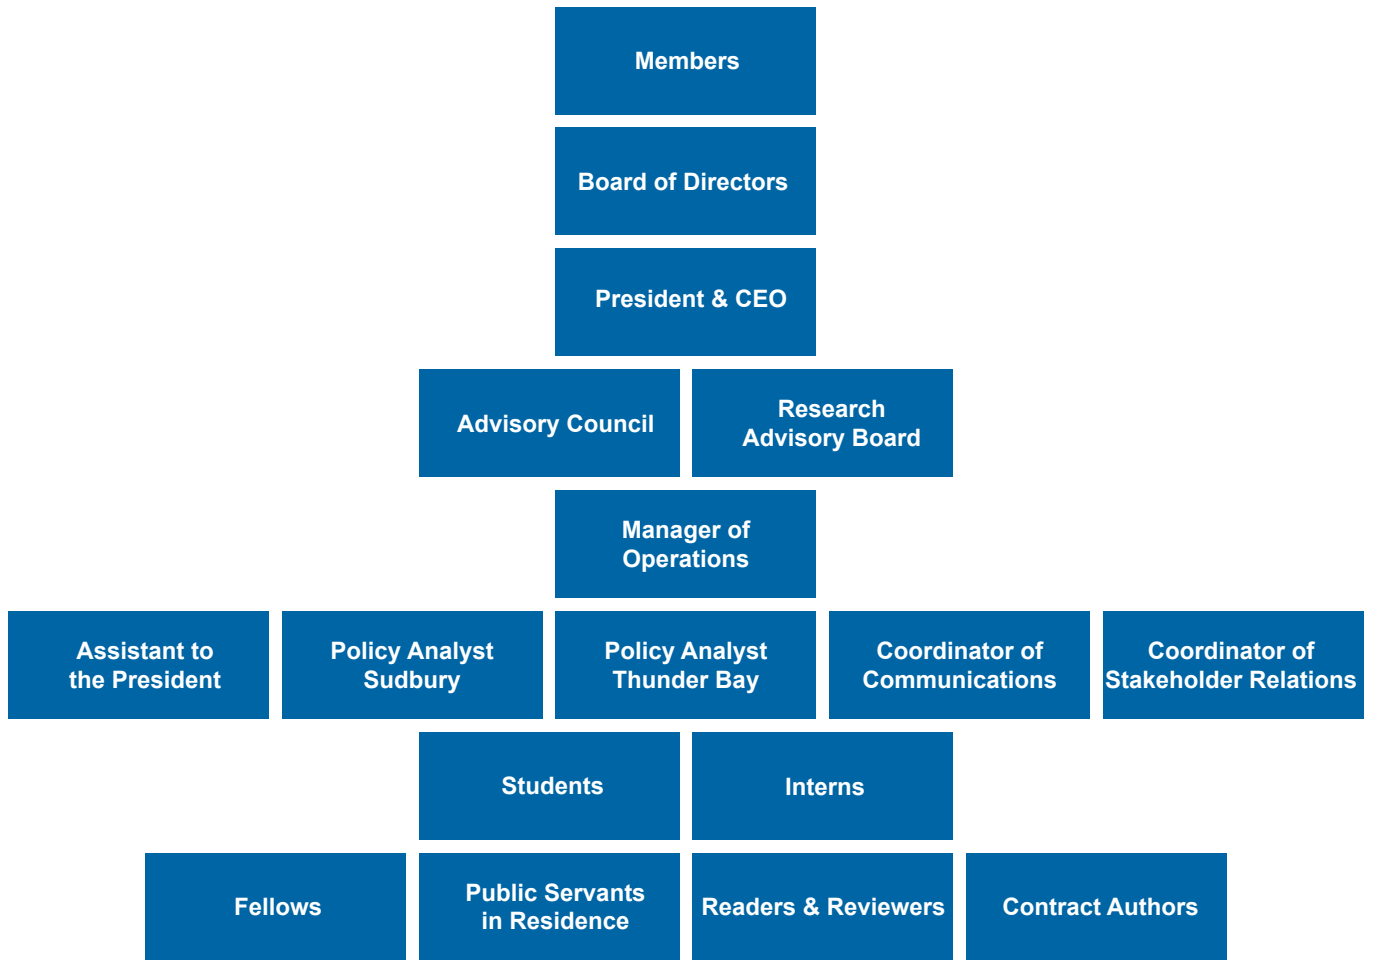 Members
Board of Directors
President & CEO
Advisory Council
Research
Advisory Board
Manager of
Operations
Assistant to
the President
Policy Analyst
Sudbury
Policy Analyst
Thunder Bay
Coordinator of
Communications
Coordinator of
Stakeholder Relations
Students
Interns
Fellows
Public Servants
in Residence
Readers & Reviewers
Contract Authors